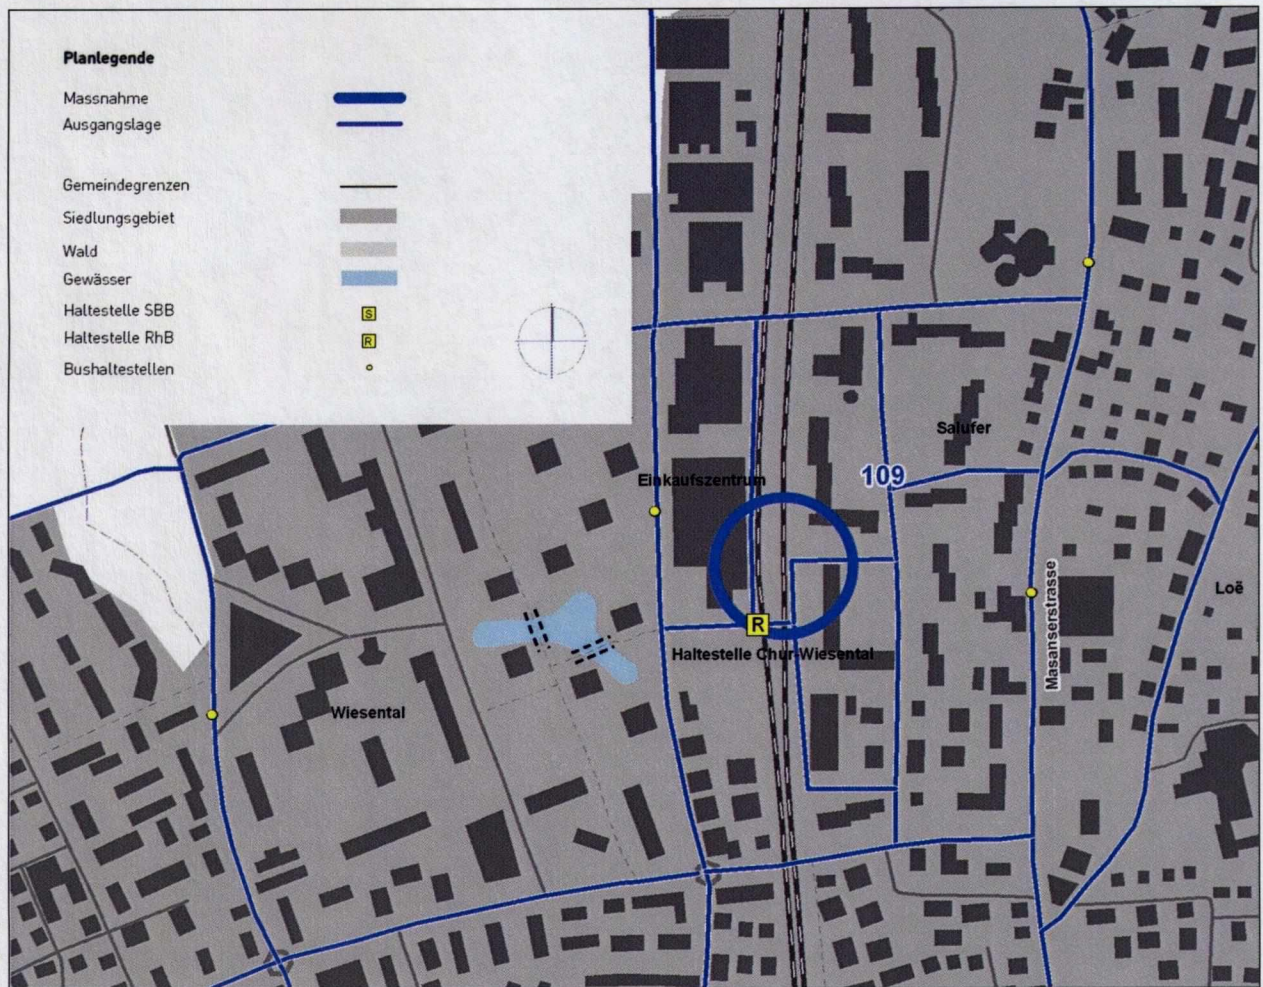 Planlegende
Massnahme
Ausgangslage
Gemeindegrenzen
Siedlungsgebiet
Wald
Gewässer
Haltestelle SBB
S
Haltestelle RhB
R
Bushaltestellen
Salufer
109
Einkaufszentrum
Masanserstrasse
Loë
R
Haltestelle Chur-Wiesental
Wiesental